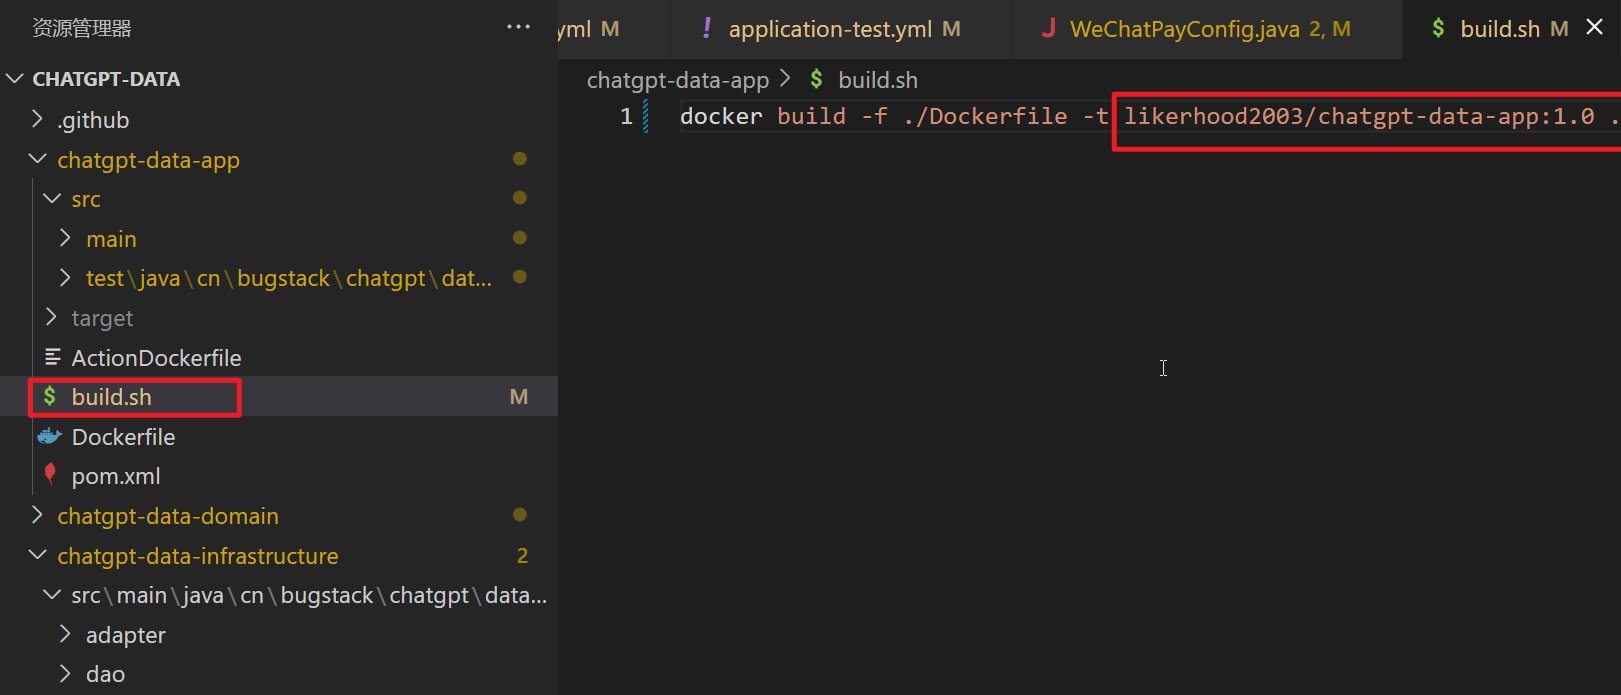 资源管理器 ...
CHATGPT-DATA
.github
chatgpt-data-app
src
main
test\java\cn\bugstack\chatgpt\dat...
target
ActionDockerfile
build.sh M
Dockerfile
pom.xml
chatgpt-data-domain
chatgpt-data-infrastructure 2
src\main\java\cn\bugstack\chatgpt\data...
adapter
dao
yml M ! application-test.yml M J WeChatPayConfig.java 2, M $ build.sh M
chatgpt-data-app > $ build.sh
1 docker build -f ./Dockerfile -t likerhood2003/chatgpt-data-app:1.0 .